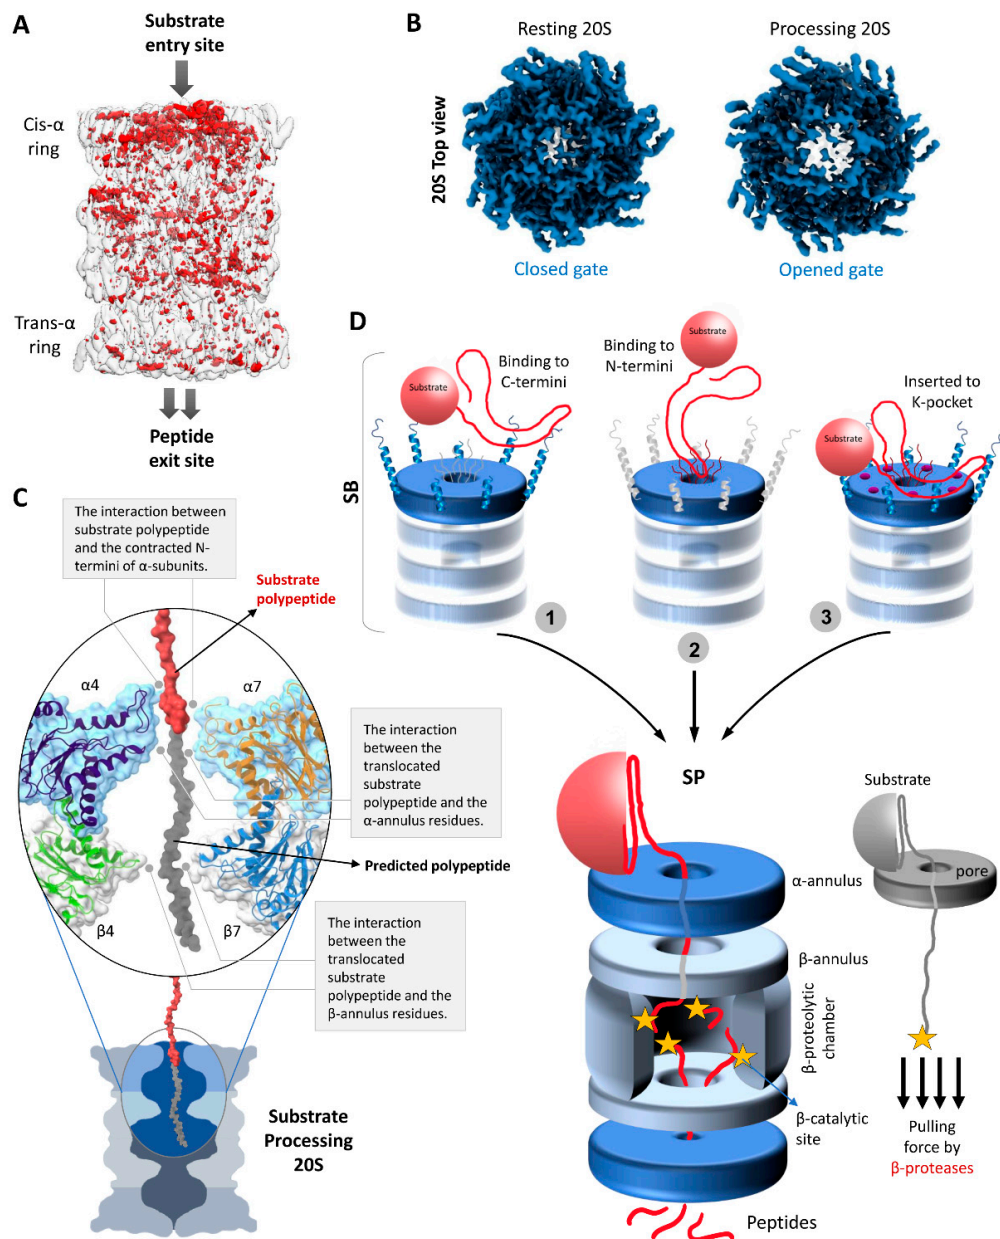 A
Substrate
entry site
Cis-α
ring
Trans-α
ring
Peptide
exit site
B
Resting 20S
Processing 20S
20S Top view
Closed gate
Opened gate
C
The interaction between
substrate polypeptide
and the contracted N-
termini of α-subunits.
Substrate
polypeptide
α4
α7
The interaction
between the
translocated
substrate
polypeptide and the
α-annulus residues.
Predicted polypeptide
β4
β7
The interaction
between the
translocated
substrate
polypeptide and the
β-annulus residues.
Substrate
Processing
20S
D
SB
Substrate
Binding to
C-termini
Binding to
N-termini
Substrate
Inserted to
K-pocket
Substrate
1
2
3
SP
α-annulus
β-annulus
β-proteolytic
chamber
β-catalytic
site
Peptides
Substrate
pore
Pulling
force by
β-proteases